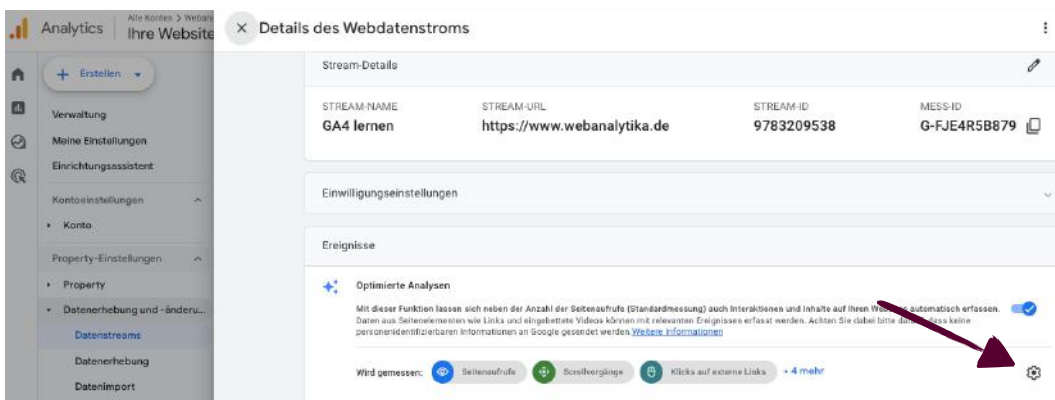 Analytics
Alle Konten > Weban
Ihre Website
Details des Webdatenstroms
Erstellen
Verwaltung
Meine Einstellungen
Einrichtungsassistent
Kontoeinstellungen
Konto
Property-Einstellungen
Property
Datenerhebung und -änderu...
Datenstreams
Datenerhebung
Datenimport
Stream-Details
STREAM-NAME STREAM-URL STREAM-ID MESS-ID
GA4 lernen https://www.webanalytika.de 9783209538 G-FJE4R5B879
Einwilligungseinstellungen
Ereignisse
Optimierte Analysen
Mit dieser Funktion lassen sich neben der Anzahl der Seitenaufrufe (Standardmessung) auch Interaktionen und Inhalte auf Ihren automatisch erfassen.
Daten aus Seitenelementen wie Links und eingebettete Videos können mit relevanten Ereignissen erfasst werden. Achten Sie dabei bitte dass keine
personenidentifizierbaren Informationen an Google gesendet werden. Weitere Informationen
Wird gemessen: Seitenaufrufe Scrollvorgänge Klicks auf externe Links + 4 mehr